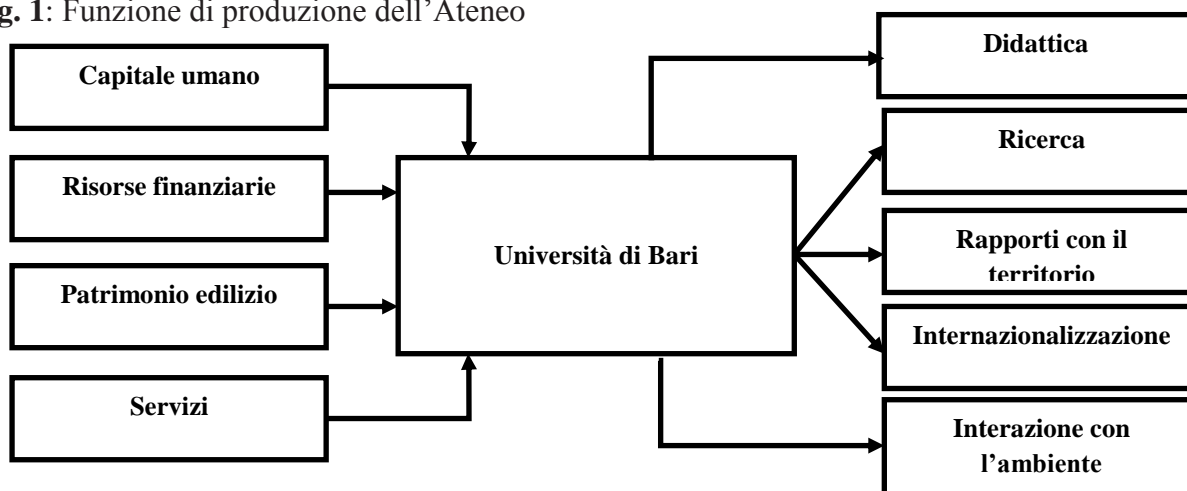 g. 1: Funzione di produzione dell’Ateneo
Capitale umano
Risorse finanziarie
Patrimonio edilizio
Servizi
Università di Bari
Didattica
Ricerca
Rapporti con il
territorio
Internazionalizzazione
Interazione con
l’ambiente